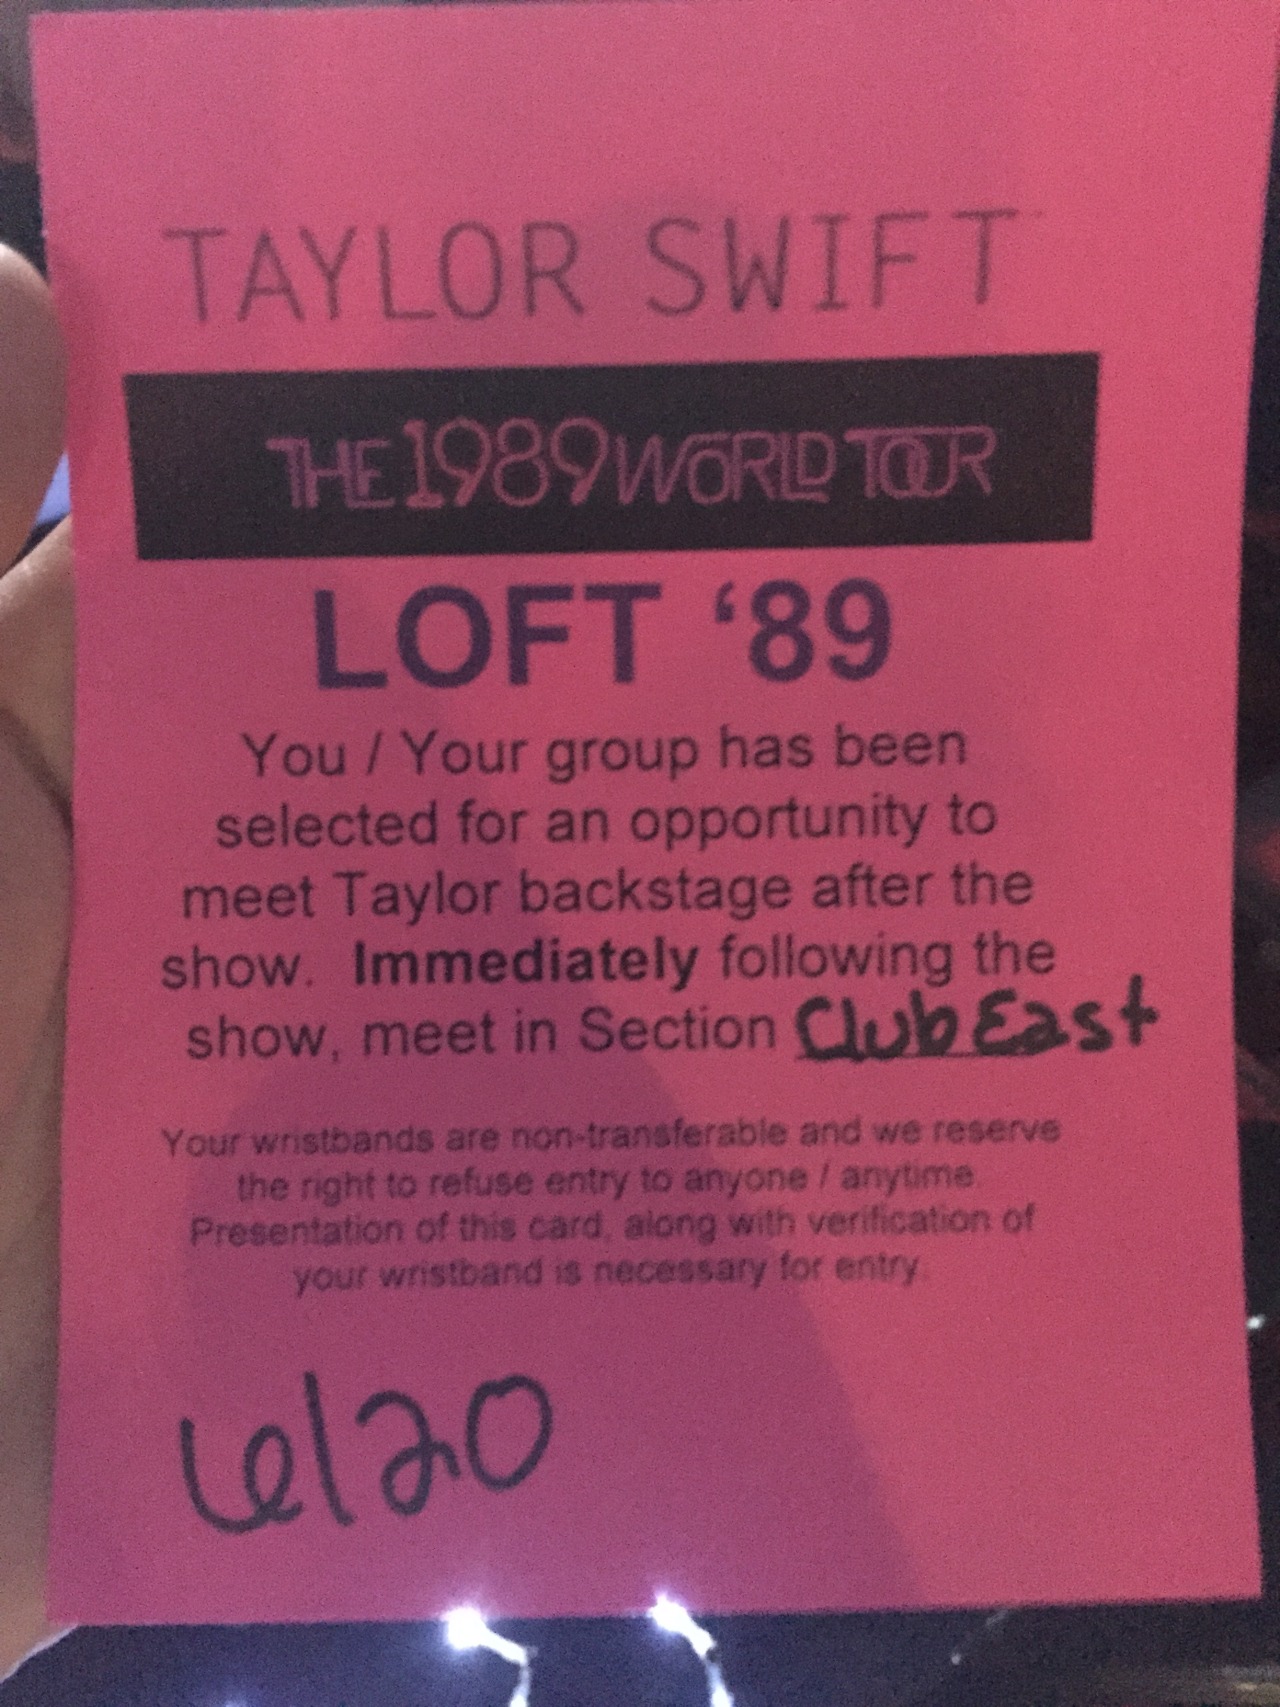 TAYLOR SWIFT
THE 1989 WORLD TOUR
LOFT ‘89
You / Your group has been
selected for an opportunity to
meet Taylor backstage after the
show. Immediately following the
show, meet in Section Club East
Your wristbands are non-transferable and we reserve
the right to refuse entry to anyone / anytime.
Presentation of this card, along with verification of
your wristband is necessary for entry.
6/20